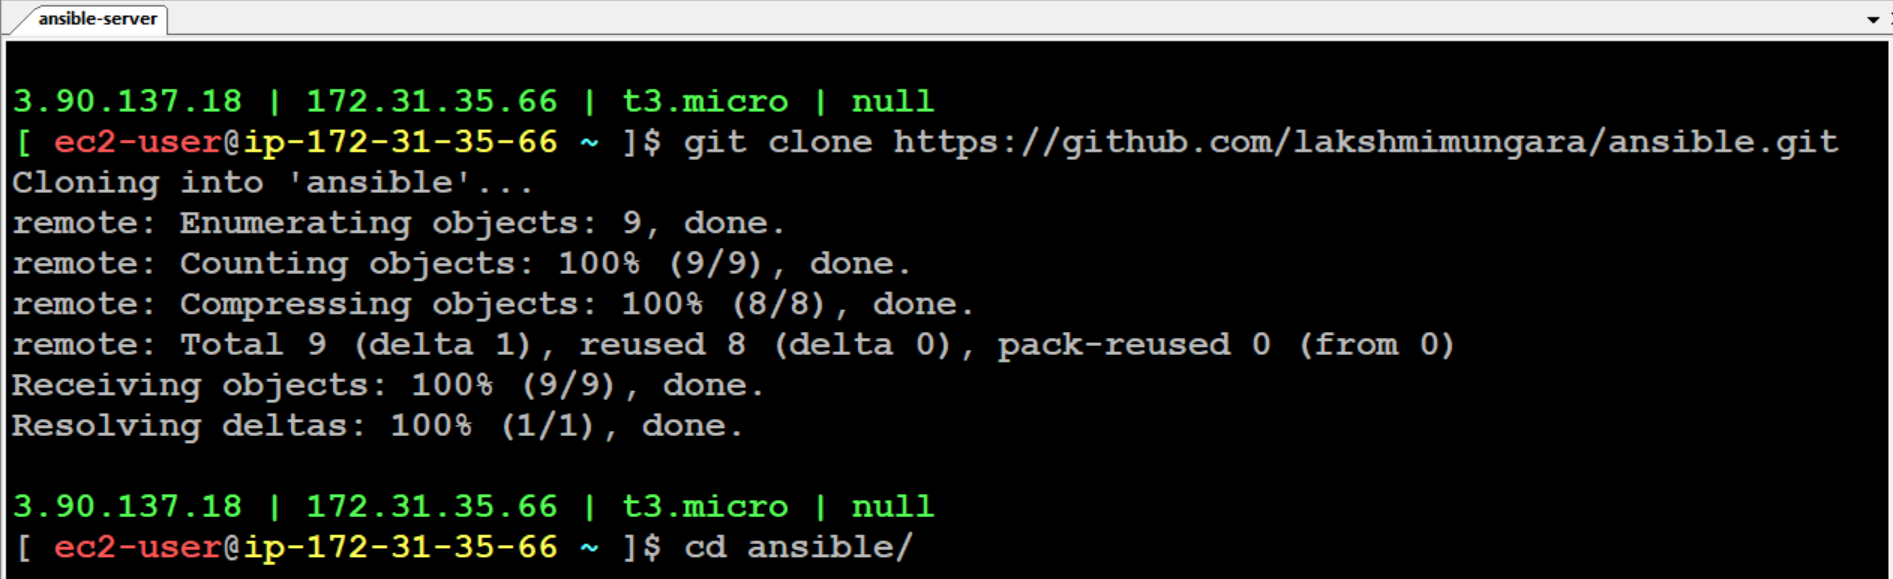 ansible-server
3.90.137.18 | 172.31.35.66 | t3.micro | null
[ ec2-user@ip-172-31-35-66 ~ ]$ git clone https://github.com/lakshmimungara/ansible.git
Cloning into 'ansible'...
remote: Enumerating objects: 9, done.
remote: Counting objects: 100% (9/9), done.
remote: Compressing objects: 100% (8/8), done.
remote: Total 9 (delta 1), reused 8 (delta 0), pack-reused 0 (from 0)
Receiving objects: 100% (9/9), done.
Resolving deltas: 100% (1/1), done.
3.90.137.18 | 172.31.35.66 | t3.micro | null
[ ec2-user@ip-172-31-35-66 ~ ]$ cd ansible/